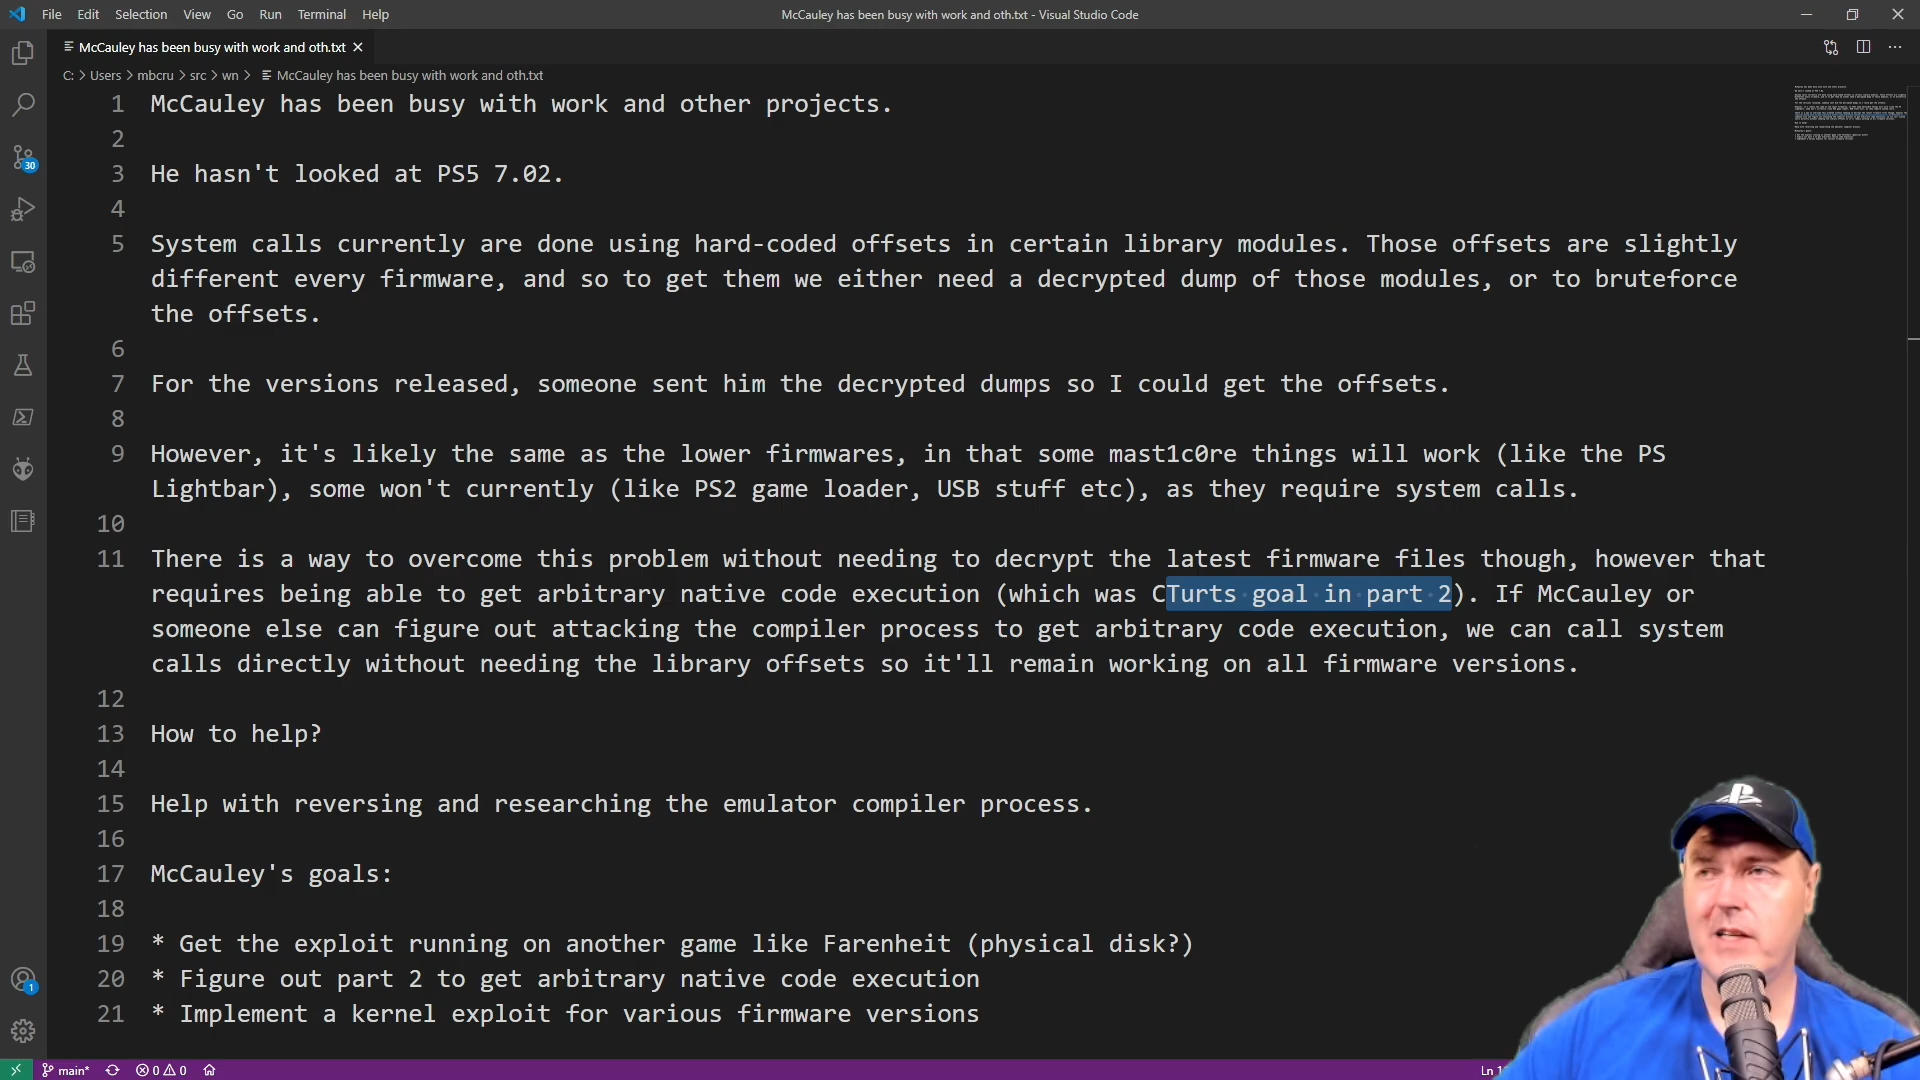 File Edit Selection View Go Run Terminal Help
McCauley has been busy with work and oth.txt - Visual Studio Code
McCauley has been busy with work and oth.txt
C: > Users > mbcru > src > wn > McCauley has been busy with work and oth.txt
1 McCauley has been busy with work and other projects.
2
3 He hasn't looked at PS5 7.02.
4
5 System calls currently are done using hard-coded offsets in certain library modules. Those offsets are slightly
different every firmware, and so to get them we either need a decrypted dump of those modules, or to bruteforce
the offsets.
6
7 For the versions released, someone sent him the decrypted dumps so I could get the offsets.
8
9 However, it's likely the same as the lower firmwares, in that some mast1c0re things will work (like the PS
Lightbar), some won't currently (like PS2 game loader, USB stuff etc), as they require system calls.
10
11 There is a way to overcome this problem without needing to decrypt the latest firmware files though, however that
requires being able to get arbitrary native code execution (which was CTurts goal in part 2). If McCauley or
someone else can figure out attacking the compiler process to get arbitrary code execution, we can call system
calls directly without needing the library offsets so it'll remain working on all firmware versions.
12
13 How to help?
14
15 Help with reversing and researching the emulator compiler process.
16
17 McCauley's goals:
18
19 * Get the exploit running on another game like Farenheit (physical disk?)
20 * Figure out part 2 to get arbitrary native code execution
21 * Implement a kernel exploit for various firmware versions
30
1
main* 0 0
Ln